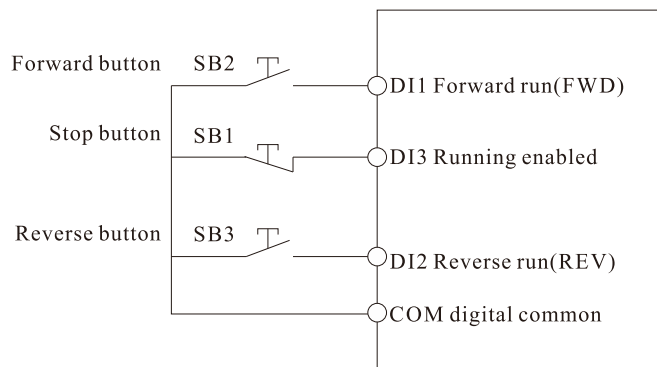 Forward button SB2 DI1 Forward run(FWD)
Stop button SB1 DI3 Running enabled
Reverse button SB3 DI2 Reverse run(REV)
COM digital common